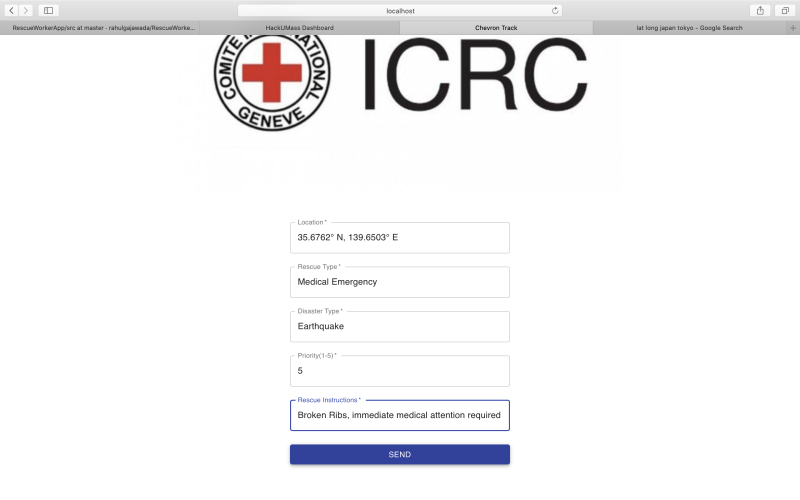 localhost
RescueWorkerApp/src at master · rahulgajawada/RescueWorke...
HackUMass Dashboard
Chevron Track
lat long japan tokyo - Google Search
COMITE INTERNATIONAL
GENEVE
ICRC
Location *
35.6762° N, 139.6503° E
Rescue Type *
Medical Emergency
Disaster Type *
Earthquake
Priority(1-5) *
5
Rescue Instructions *
Broken Ribs, immediate medical attention required
SEND